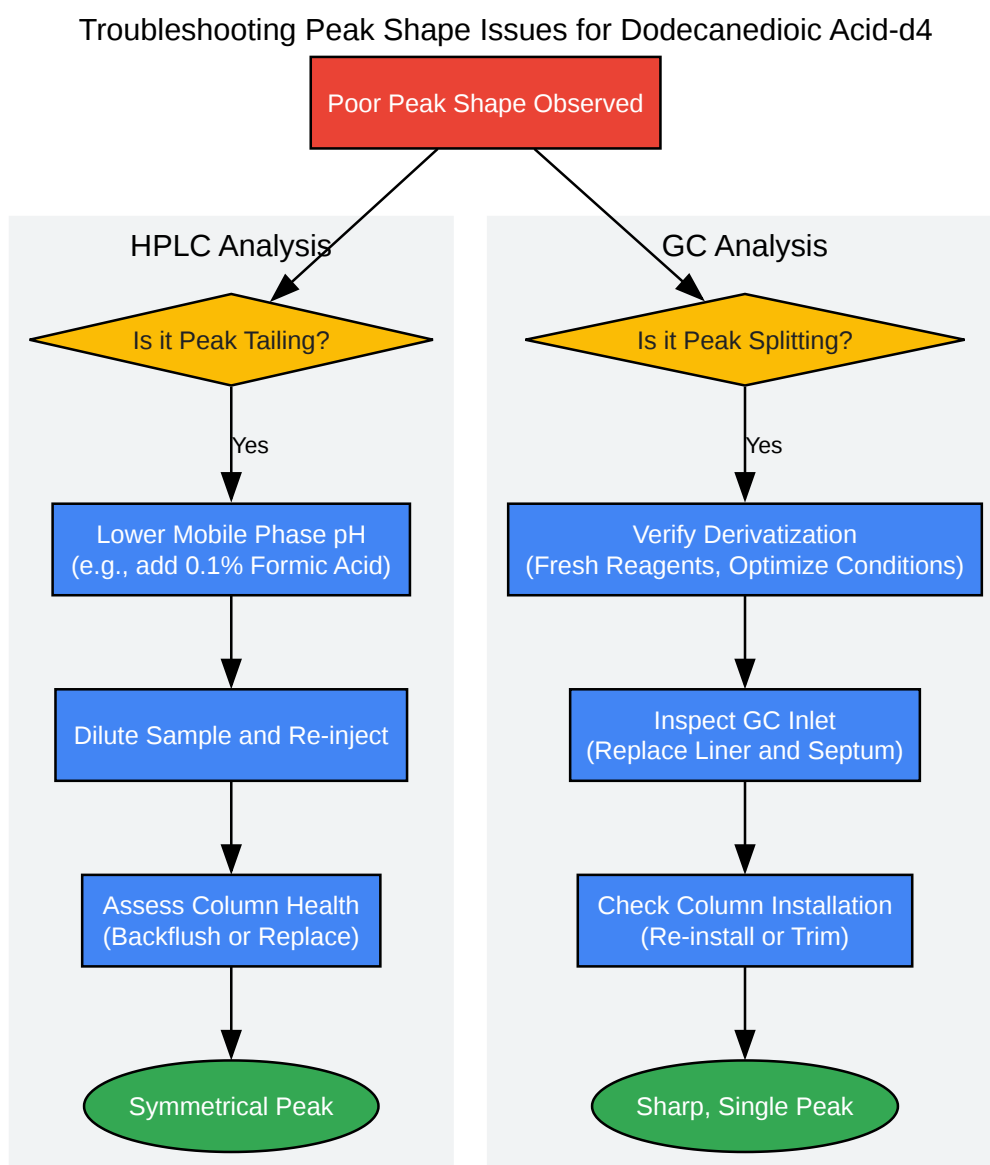 Troubleshooting Peak Shape Issues for Dodecanedioic Acid-d4
Poor Peak Shape Observed
HPLC Analysis
Is it Peak Tailing?
Yes
Lower Mobile Phase pH
(e.g., add 0.1% Formic Acid)
Dilute Sample and Re-inject
Assess Column Health
(Backflush or Replace)
Symmetrical Peak
GC Analysis
Is it Peak Splitting?
Yes
Verify Derivatization
(Fresh Reagents, Optimize Conditions)
Inspect GC Inlet
(Replace Liner and Septum)
Check Column Installation
(Re-install or Trim)
Sharp, Single Peak